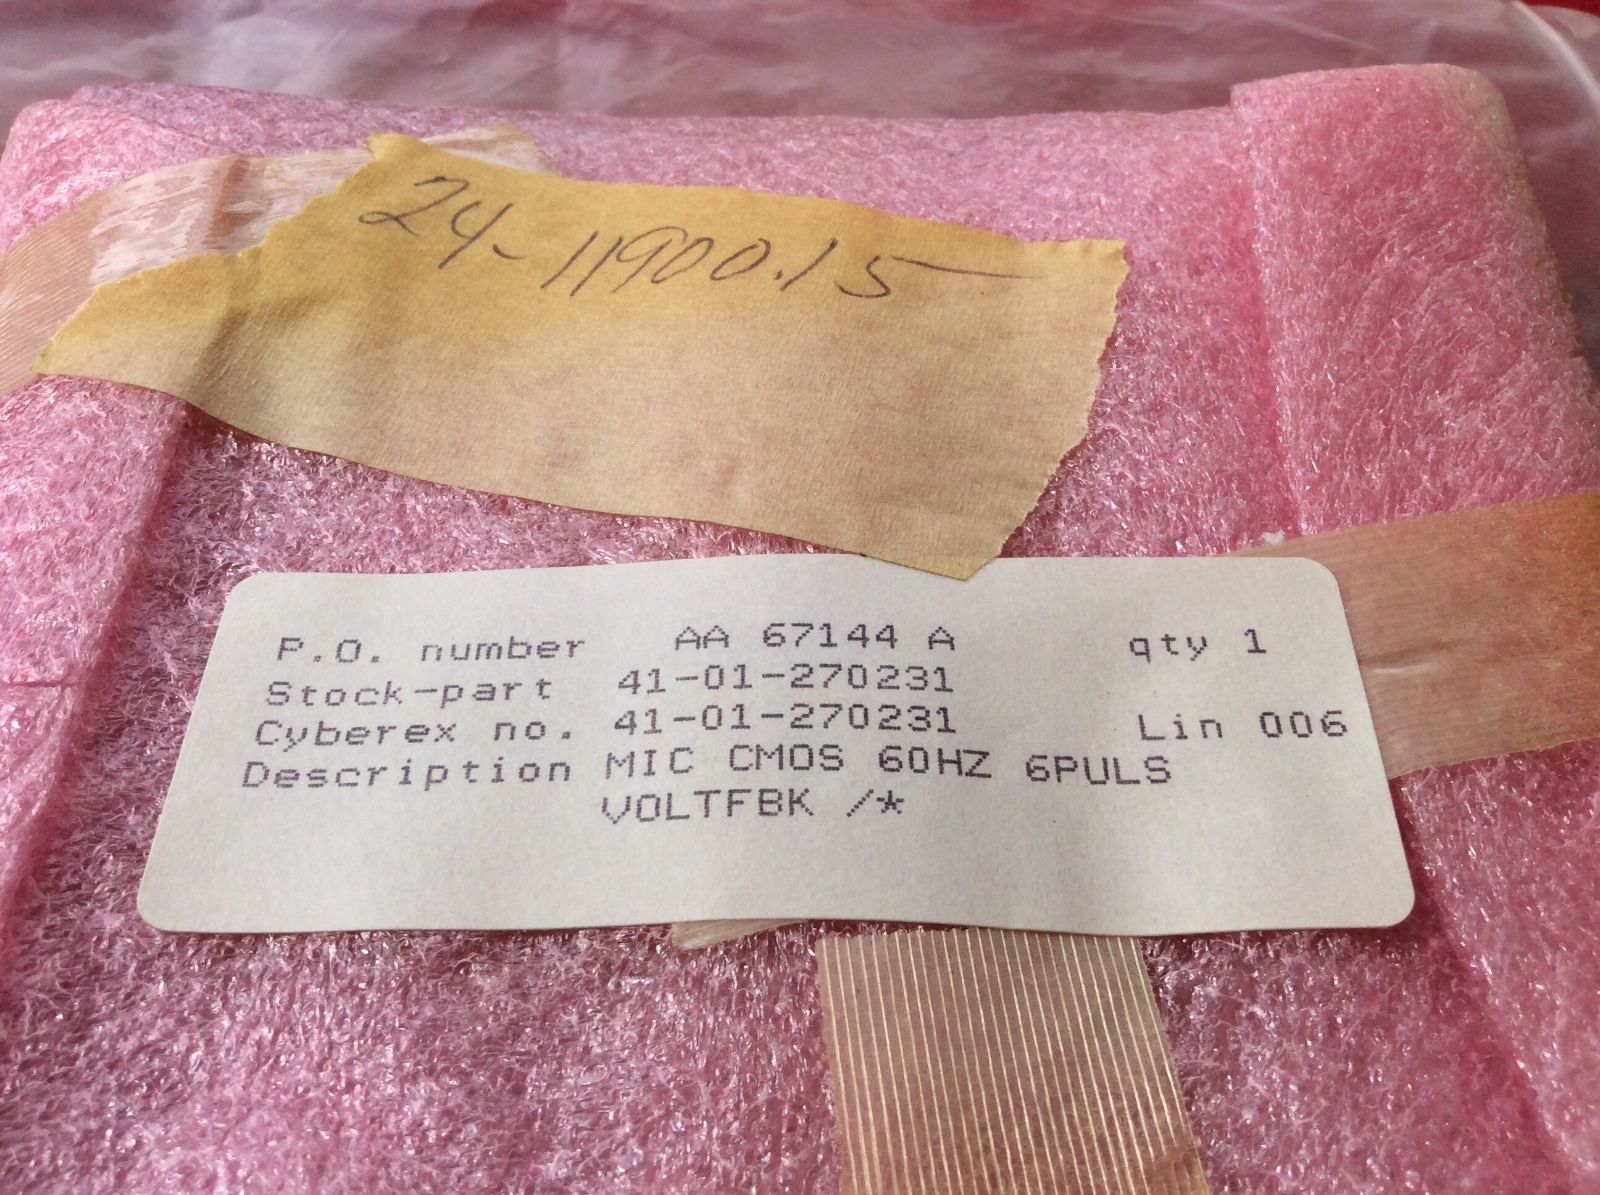 24-11900.15
P.O. number AA 67144 A qty 1
Stock-part 41-01-270231
Cyberex no. 41-01-270231 Lin 006
Description MIC CMOS 60HZ 6PULS
VOLTFBK /*